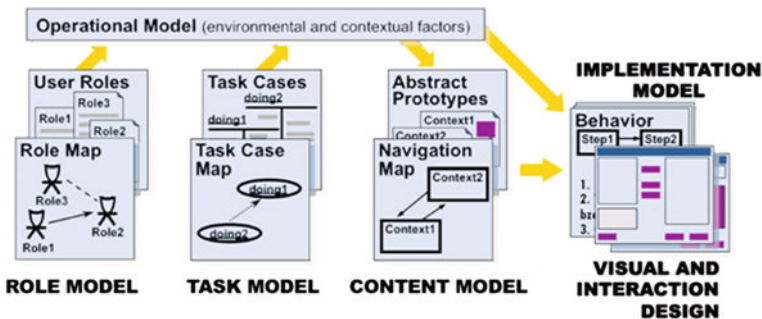 Operational Model (environmental and contextual factors)
User Roles
Role3
Role1
Role2
Role Map
Role3
Role2
Role1
ROLE MODEL
Task Cases
doing2
doing1
Task Case
Map
doing1
doing2
TASK MODEL
Abstract
Prototypes
Context1
Context2
Navigation
Map
Context2
Context1
CONTENT MODEL
IMPLEMENTATION
MODEL
Behavior
Step1 Step2
1.
2.
3.
VISUAL AND
INTERACTION
DESIGN